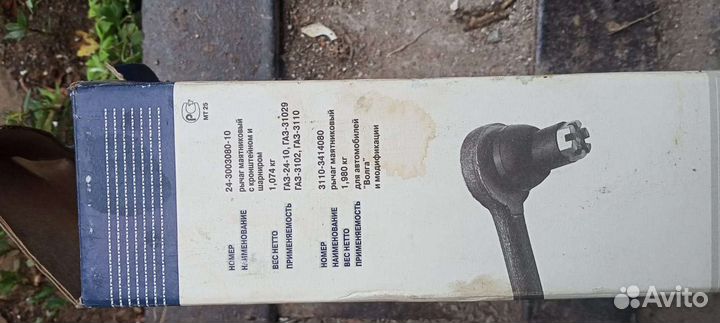 РСТ
МТ 25
НОМЕР 24-3003080-10
НАИМЕНОВАНИЕ рычаг маятниковый
с кронштейном и
шарниром
ВЕС НЕТТО 1,074 кг
ПРИМЕНЯЕМОСТЬ ГАЗ-24-10, ГАЗ-31029
ГАЗ-3102, ГАЗ-3110
НОМЕР 3110-3414080
НАИМЕНОВАНИЕ рычаг маятниковый
ВЕС НЕТТО 1,980 кг
ПРИМЕНЯЕМОСТЬ для автомобилей
"Волга"
и модификации
Avito